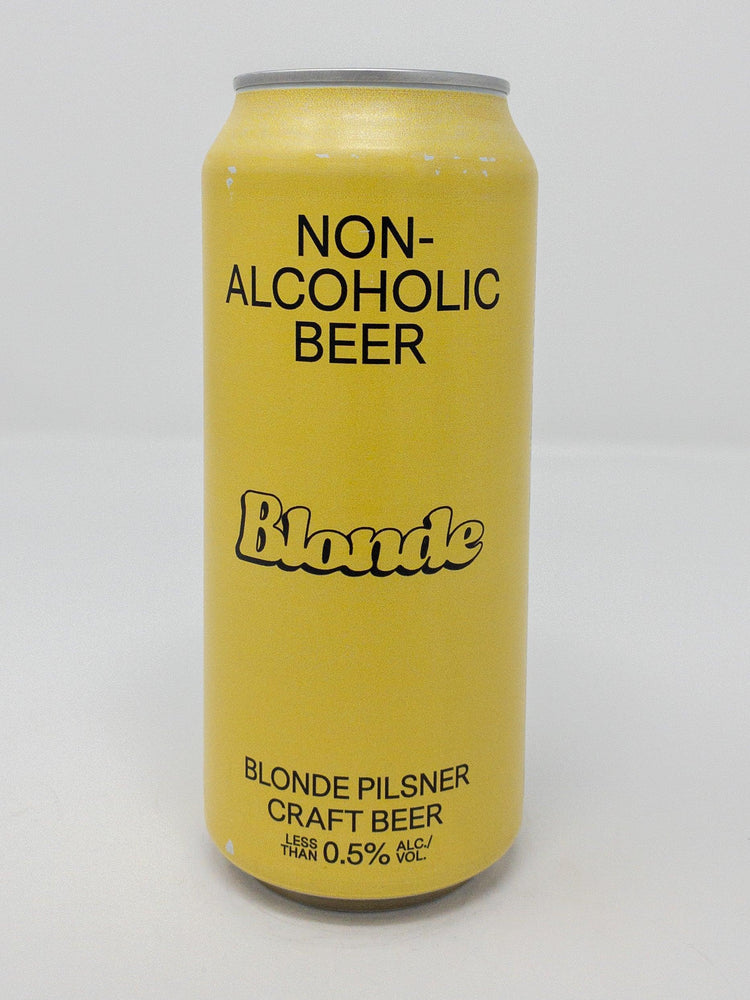 NON-
ALCOHOLIC
BEER
Blonde
BLONDE PILSNER
CRAFT BEER
LESS THAN 0.5% ALC./VOL.